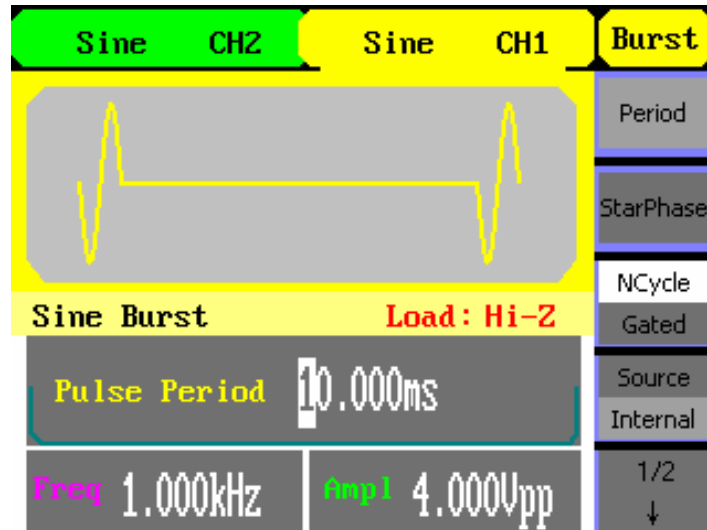 Sine CH2 Sine CH1 Burst
Period
StarPhase
NCycle
Gated
Source
Internal
1/2
↓
Sine Burst Load: Hi-Z
Pulse Period 10.000ms
Freq 1.000kHz Ampl 4.000Vpp